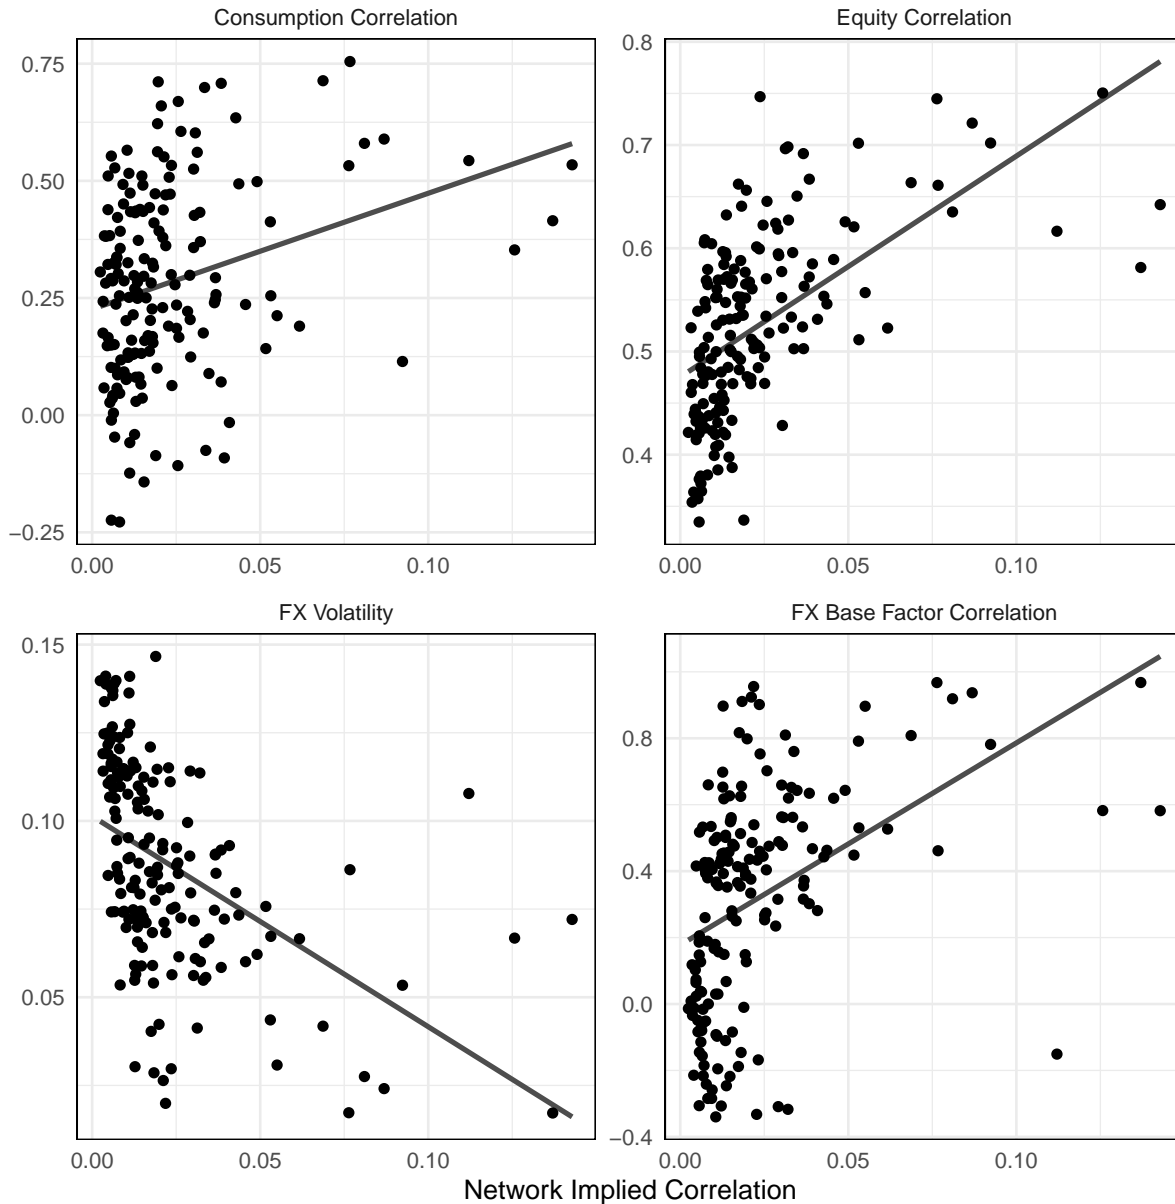 Consumption Correlation
Equity Correlation
0.75
0.50
0.25
0.00
−0.25
0.00 0.05 0.10
0.8
0.7
0.6
0.5
0.4
0.00 0.05 0.10
FX Volatility
FX Base Factor Correlation
0.15
0.10
0.05
0.00 0.05 0.10
0.8
0.4
0.0
−0.4
0.00 0.05 0.10
Network Implied Correlation